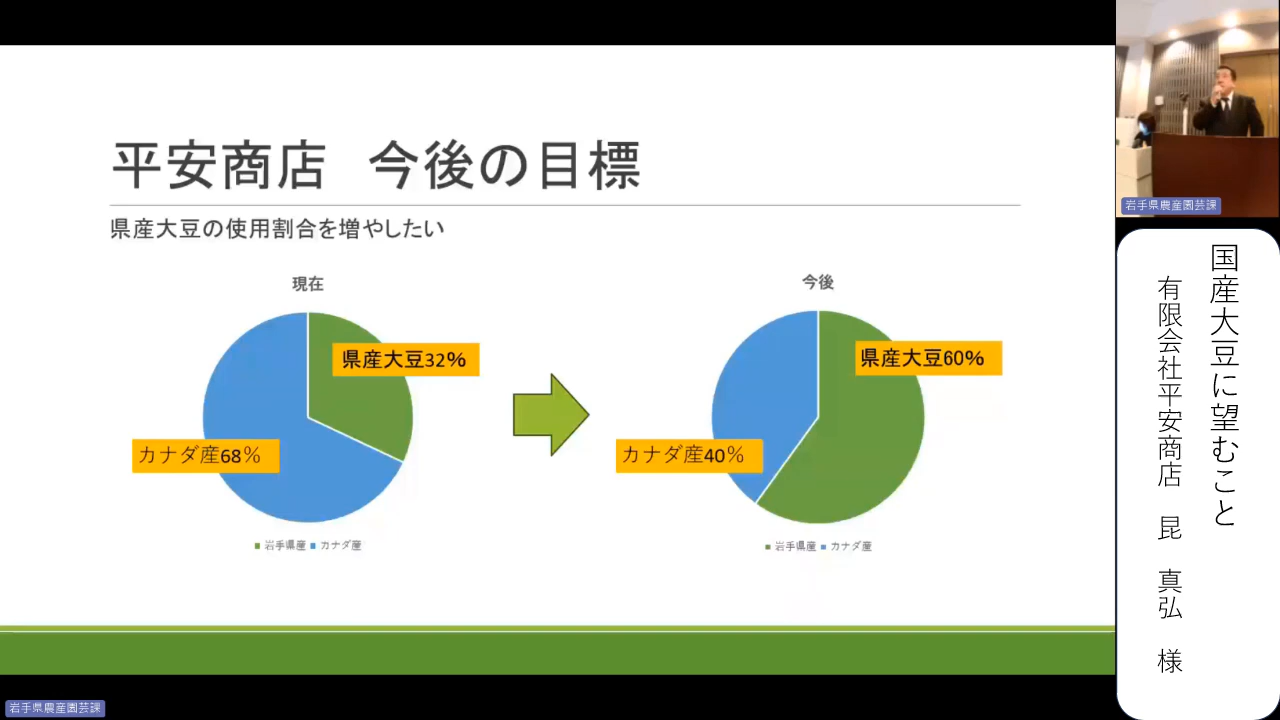 平安商店　今後の目標
県産大豆の使用割合を増やしたい
現在
県産大豆32%
カナダ産68%
岩手県産 カナダ産
今後
県産大豆60%
カナダ産40%
岩手県産 カナダ産
岩手県農産園芸課
国産大豆に望むこと
有限会社平安商店　昆　真弘　様
岩手県農産園芸課